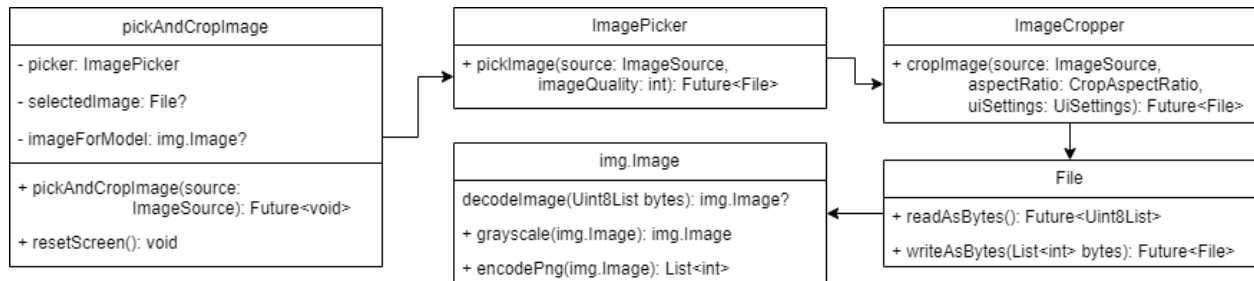 pickAndCropImage
- picker: ImagePicker
- selectedImage: File?
- imageForModel: img.Image?
+ pickAndCropImage(source:
ImageSource): Future<void>
+ resetScreen(): void
ImagePicker
+ pickImage(source: ImageSource,
imageQuality: int): Future<File>
ImageCropper
+ cropImage(source: ImageSource,
aspectRatio: CropAspectRatio,
uiSettings: UiSettings): Future<File>
img.Image
decodeImage(Uint8List bytes): img.Image?
+ grayscale(img.Image): img.Image
+ encodePng(img.Image): List<int>
File
+ readAsBytes(): Future<Uint8List>
+ writeAsBytes(List<int> bytes): Future<File>